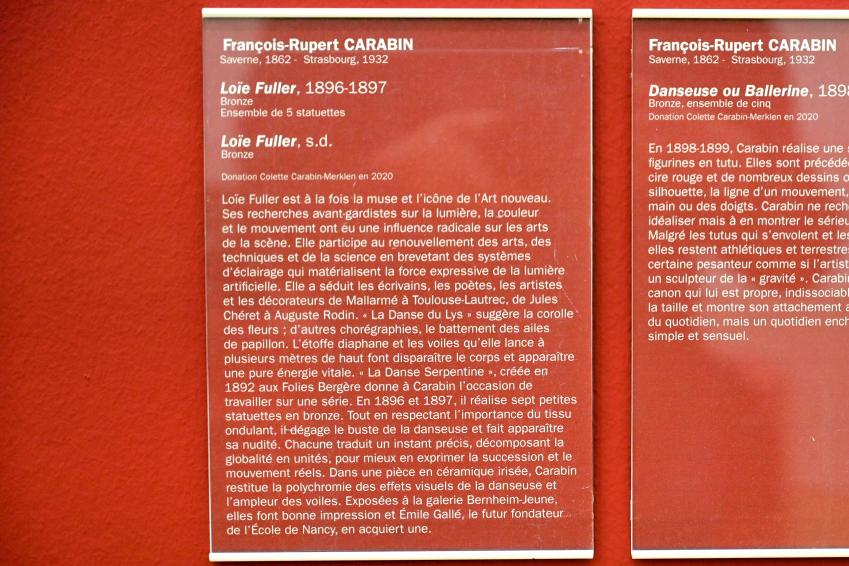 François-Rupert CARABIN
Saverne, 1862 - Strasbourg, 1932
Loïe Fuller, 1896-1897
Bronze
Ensemble de 5 statuettes
Loïe Fuller, s.d.
Bronze
Donation Colette Carabin-Merklen en 2020
Loïe Fuller est à la fois la muse et l'icône de l'Art nouveau.
Ses recherches avant-gardistes sur la lumière, la couleur
et le mouvement ont eu une influence radicale sur les arts
de la scène. Elle participe au renouvellement des arts, des
techniques et de la science en brevetant des systèmes
d'éclairage qui matérialisent la force expressive de la lumière
artificielle. Elle a séduit les écrivains, les poètes, les artistes
et les décorateurs de Mallarmé à Toulouse-Lautrec, de Jules
Chéret à Auguste Rodin. « La Danse du Lys » suggère la corolle
des fleurs ; d'autres chorégraphies, le battement des ailes
de papillon. L'étoffe diaphane et les voiles qu'elle lance à
plusieurs mètres de haut font disparaître le corps et apparaître
une pure énergie vitale. « La Danse Serpentine », créée en
1892 aux Folies Bergère donne à Carabin l'occasion de
travailler sur une série. En 1896 et 1897, il réalise sept petites
statuettes en bronze. Tout en respectant l'importance du tissu
ondulant, il dégage le buste de la danseuse et fait apparaître
sa nudité. Chacune traduit un instant précis, décomposant la
globalité en unités, pour mieux en exprimer la succession et le
mouvement réels. Dans une pièce en céramique irisée, Carabin
restitue la polychromie des effets visuels de la danseuse et
l'ampleur des voiles. Exposées à la galerie Bernheim-Jeune,
elles font bonne impression et Émile Gallé, le futur fondateur
de l'École de Nancy, en acquiert une.
François-Rupert CARABIN
Saverne, 1862 - Strasbourg, 1932
Danseuse ou Ballerine, 1898
Bronze, ensemble de cinq
Donation Colette Carabin-Merklen en 2020
En 1898-1899, Carabin réalise une
figurines en tutu. Elles sont précédé
cire rouge et de nombreux dessins o
silhouette, la ligne d'un mouvement,
main ou des doigts. Carabin ne rech
idéaliser mais à en montrer le sérieu
Malgré les tutus qui s'envolent et les
elles restent athlétiques et terrestres
certaine pesanteur comme si l'artist
un sculpteur de la « gravité ». Carabi
canon qui lui est propre, indissociabl
la taille et montre son attachement a
du quotidien, mais un quotidien ench
simple et sensuel.